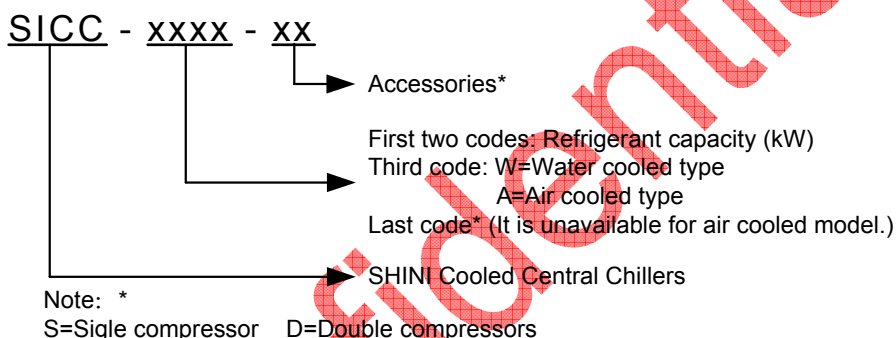 SICC - xxxx - xx
Accessories*
First two codes: Refrigerant capacity (kW)
Third code: W=Water cooled type
A=Air cooled type
Last code* (It is unavailable for air cooled model.)
SHINI Cooled Central Chillers
Note: *
S=Sigle compressor D=Double compressors